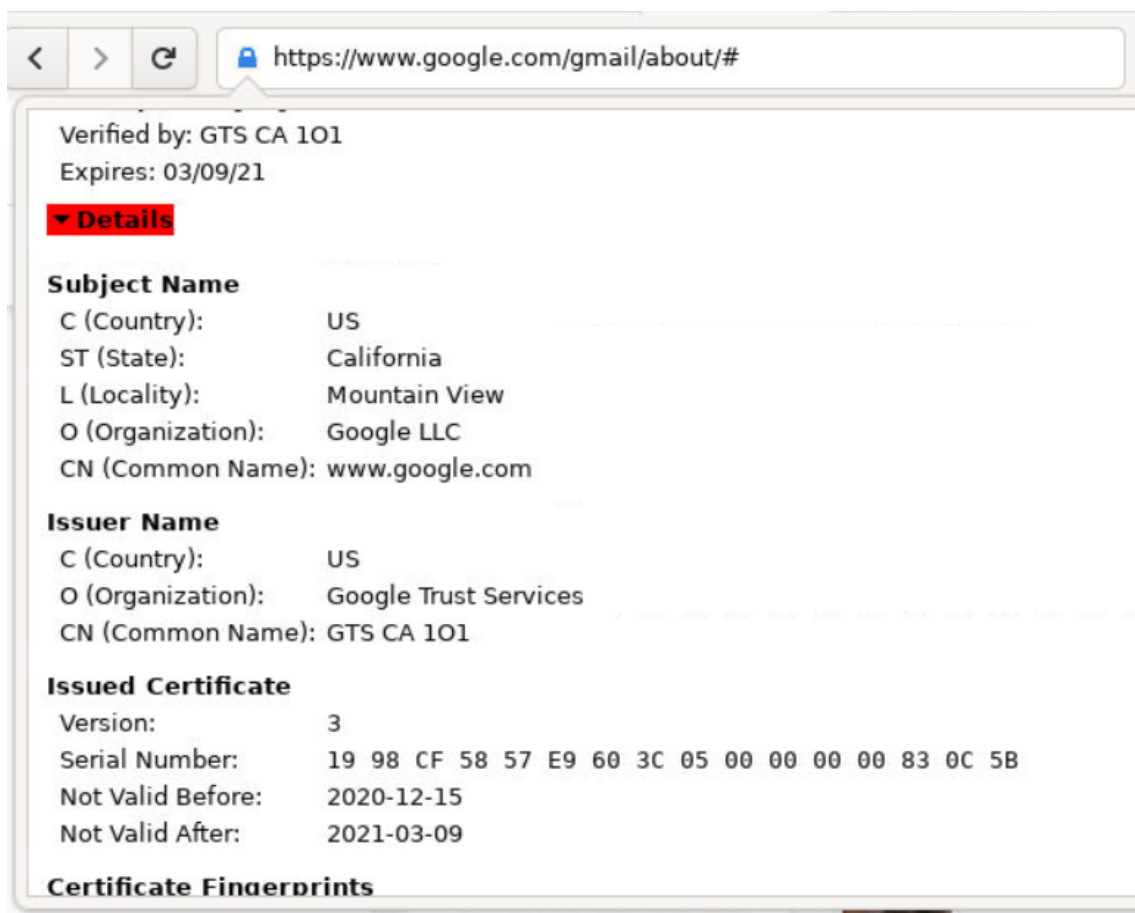 https://www.google.com/gmail/about/#
Verified by: GTS CA 1O1
Expires: 03/09/21
Details
Subject Name
C (Country): US
ST (State): California
L (Locality): Mountain View
O (Organization): Google LLC
CN (Common Name): www.google.com
Issuer Name
C (Country): US
O (Organization): Google Trust Services
CN (Common Name): GTS CA 1O1
Issued Certificate
Version: 3
Serial Number: 19 98 CF 58 57 E9 60 3C 05 00 00 00 00 83 0C 5B
Not Valid Before: 2020-12-15
Not Valid After: 2021-03-09
Certificate Fingerprints